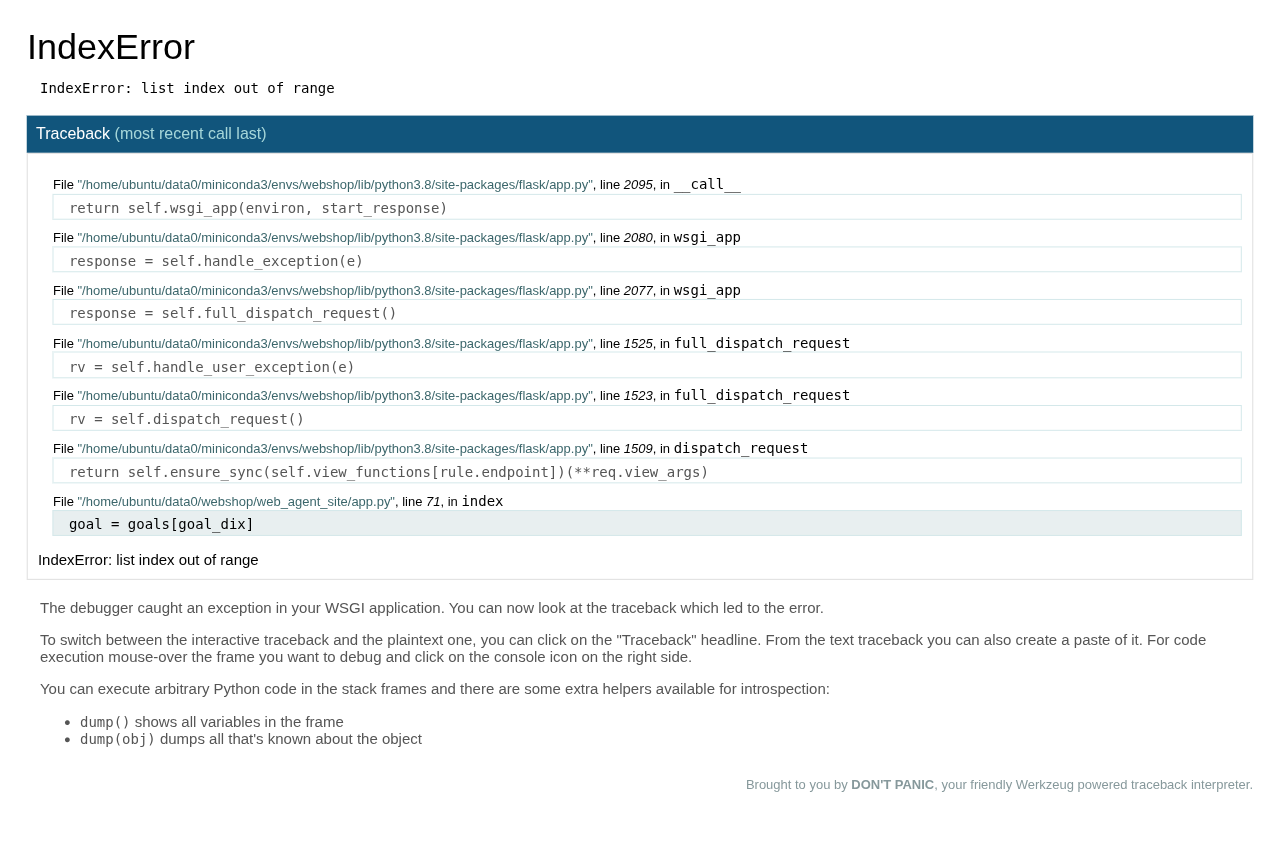 IndexError
IndexError: list index out of range
Traceback (most recent call last)
File "/home/ubuntu/data0/miniconda3/envs/webshop/lib/python3.8/site-packages/flask/app.py", line 2095, in __call__
return self.wsgi_app(environ, start_response)
File "/home/ubuntu/data0/miniconda3/envs/webshop/lib/python3.8/site-packages/flask/app.py", line 2080, in wsgi_app
response = self.handle_exception(e)
File "/home/ubuntu/data0/miniconda3/envs/webshop/lib/python3.8/site-packages/flask/app.py", line 2077, in wsgi_app
response = self.full_dispatch_request()
File "/home/ubuntu/data0/miniconda3/envs/webshop/lib/python3.8/site-packages/flask/app.py", line 1525, in full_dispatch_request
rv = self.handle_user_exception(e)
File "/home/ubuntu/data0/miniconda3/envs/webshop/lib/python3.8/site-packages/flask/app.py", line 1523, in full_dispatch_request
rv = self.dispatch_request()
File "/home/ubuntu/data0/miniconda3/envs/webshop/lib/python3.8/site-packages/flask/app.py", line 1509, in dispatch_request
return self.ensure_sync(self.view_functions[rule.endpoint])(**req.view_args)
File "/home/ubuntu/data0/webshop/web_agent_site/app.py", line 71, in index
goal = goals[goal_dix]
IndexError: list index out of range
The debugger caught an exception in your WSGI application. You can now look at the traceback which led to the error.
To switch between the interactive traceback and the plaintext one, you can click on the "Traceback" headline. From the text traceback you can also create a paste of it. For code
execution mouse-over the frame you want to debug and click on the console icon on the right side.
You can execute arbitrary Python code in the stack frames and there are some extra helpers available for introspection:
• dump() shows all variables in the frame
• dump(obj) dumps all that's known about the object
Brought to you by DON'T PANIC, your friendly Werkzeug powered traceback interpreter.